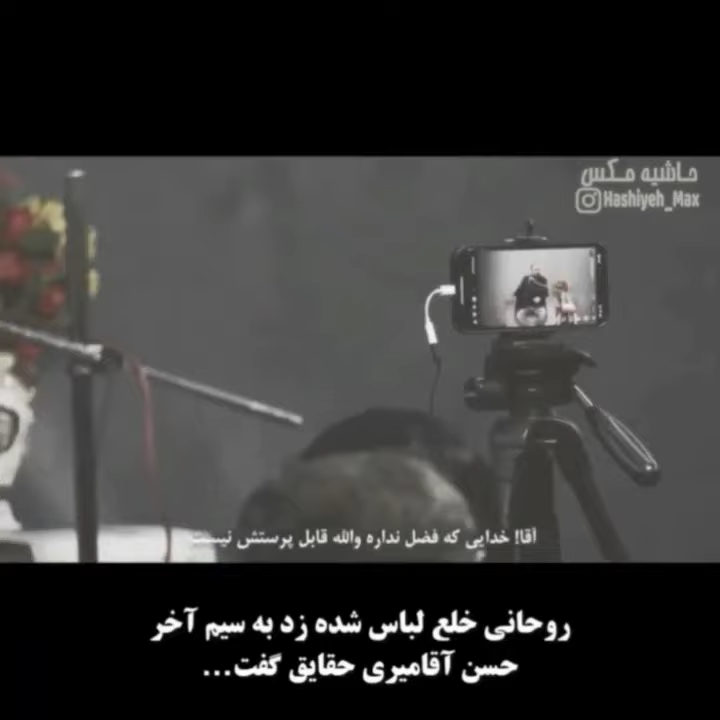 حاشیه مکس
Hashiyeh_Max
آقا! خدایی که فضل نداره والله قابل پرستش نیست
روحانی خلع لباس شده زد به سیم آخر
حسن آقامیری حقایق گفت...